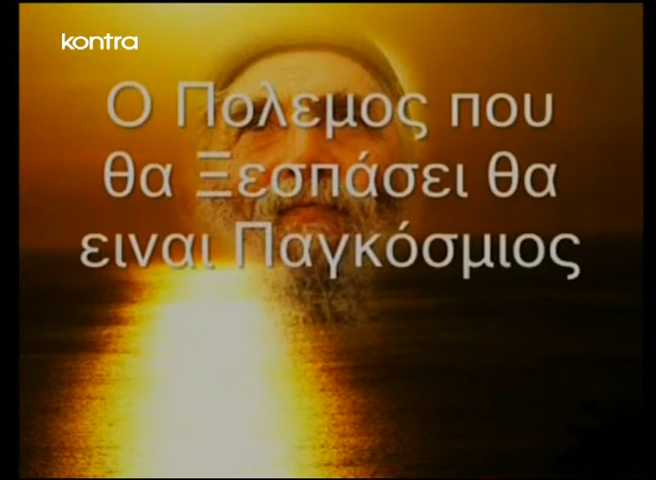 kontra
Ο Πολεμος που
θα Ξεσπάσει θα
ειναι Παγκόσμιος